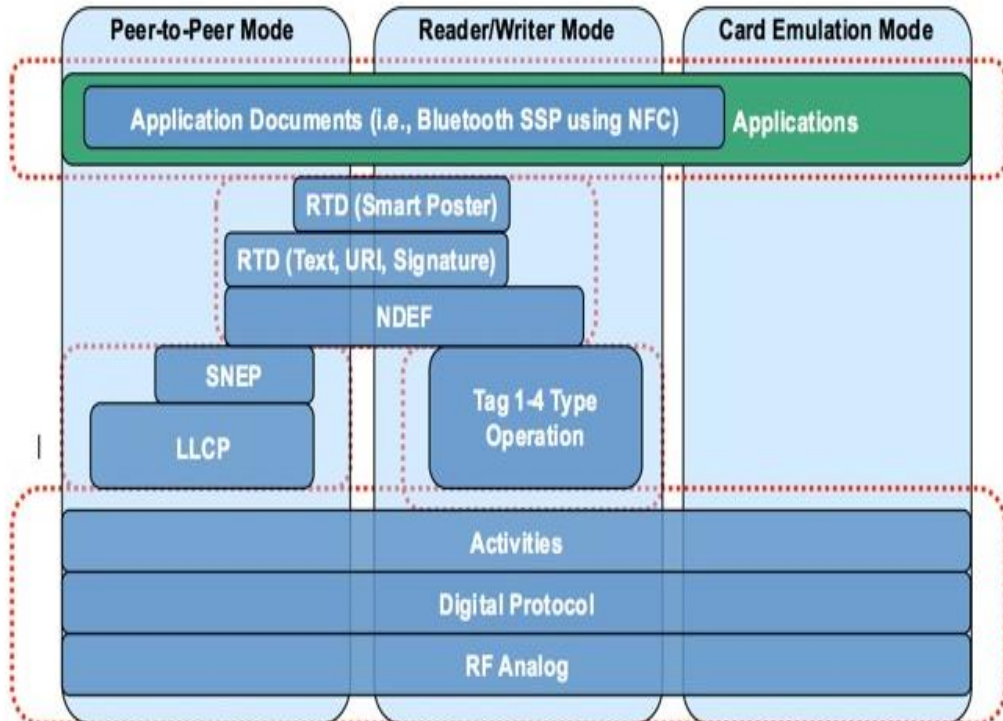 Peer-to-Peer Mode
Reader/Writer Mode
Card Emulation Mode
Application Documents (i.e., Bluetooth SSP using NFC)
Applications
RTD (Smart Poster)
RTD (Text, URI, Signature)
NDEF
SNEP
LLCP
Tag 1-4 Type
Operation
Activities
Digital Protocol
RF Analog